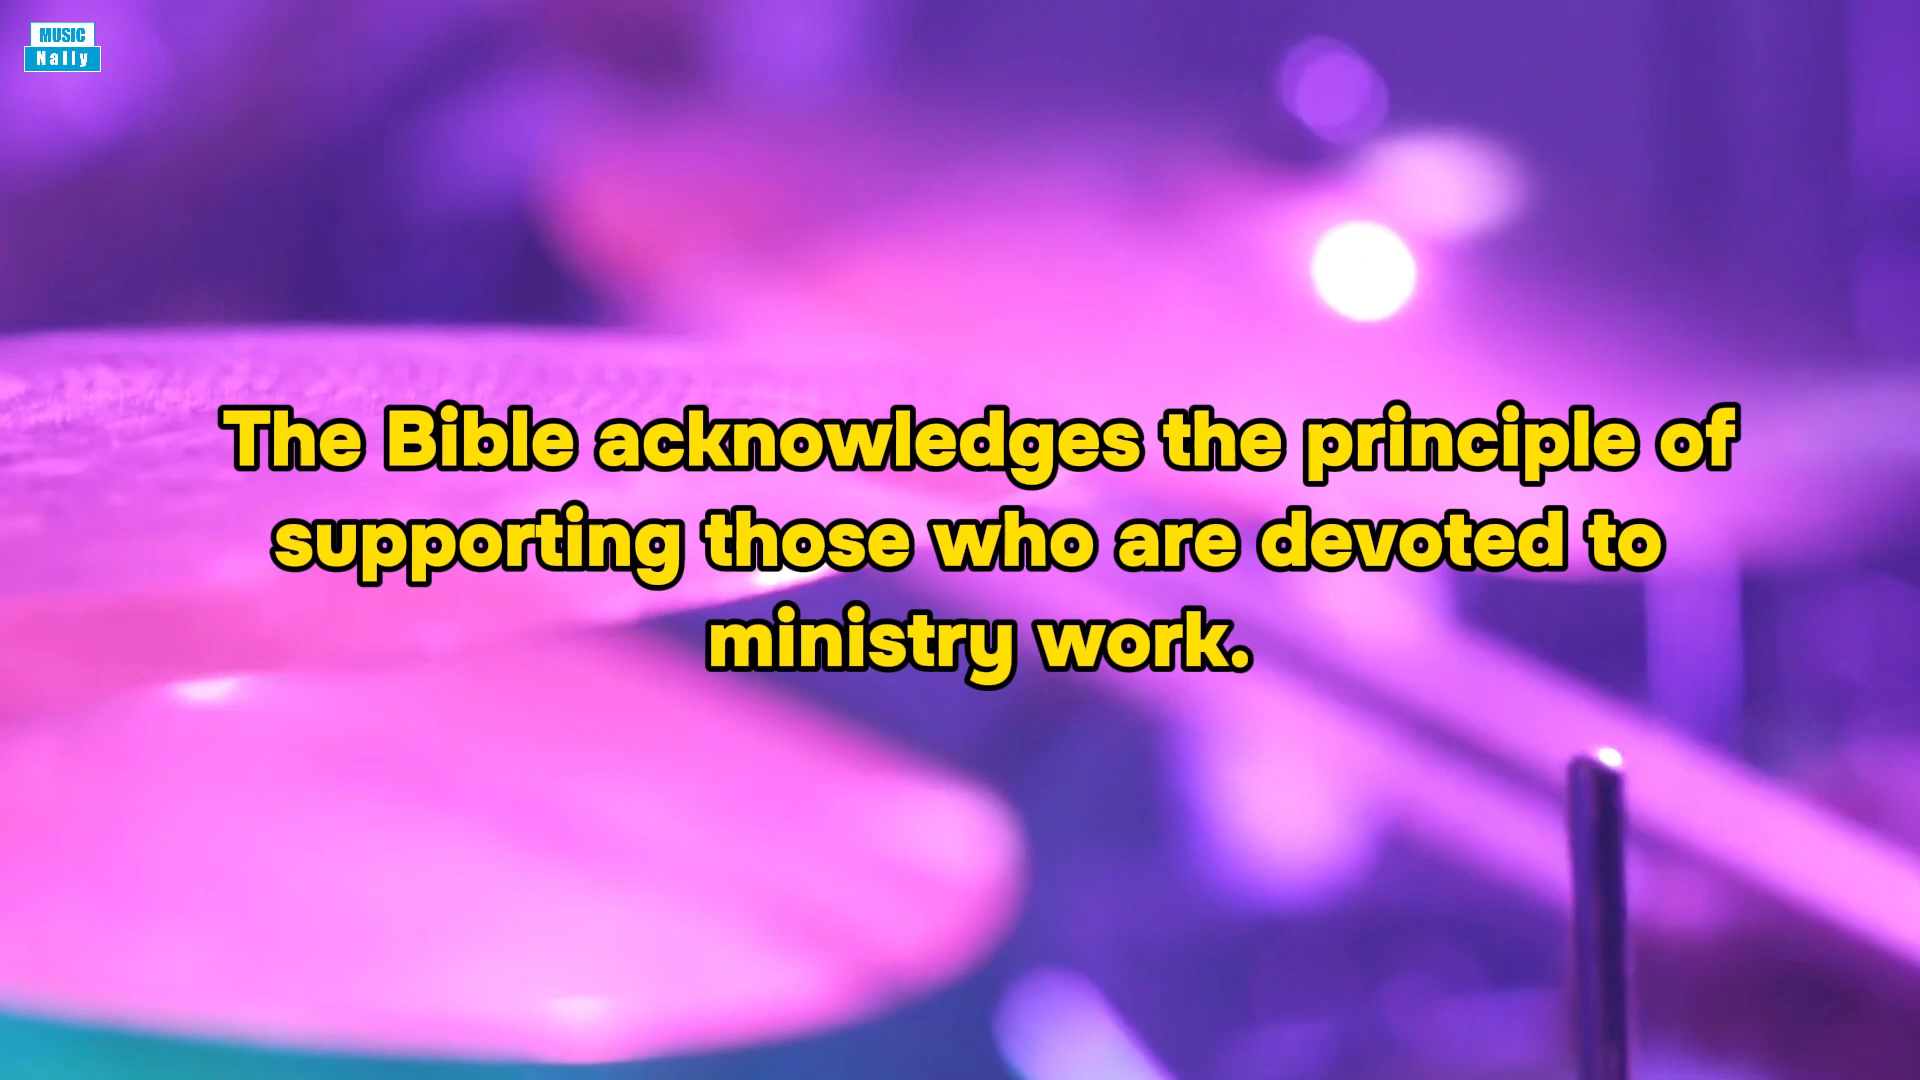 MUSIC
Nally
The Bible acknowledges the principle of
supporting those who are devoted to
ministry work.